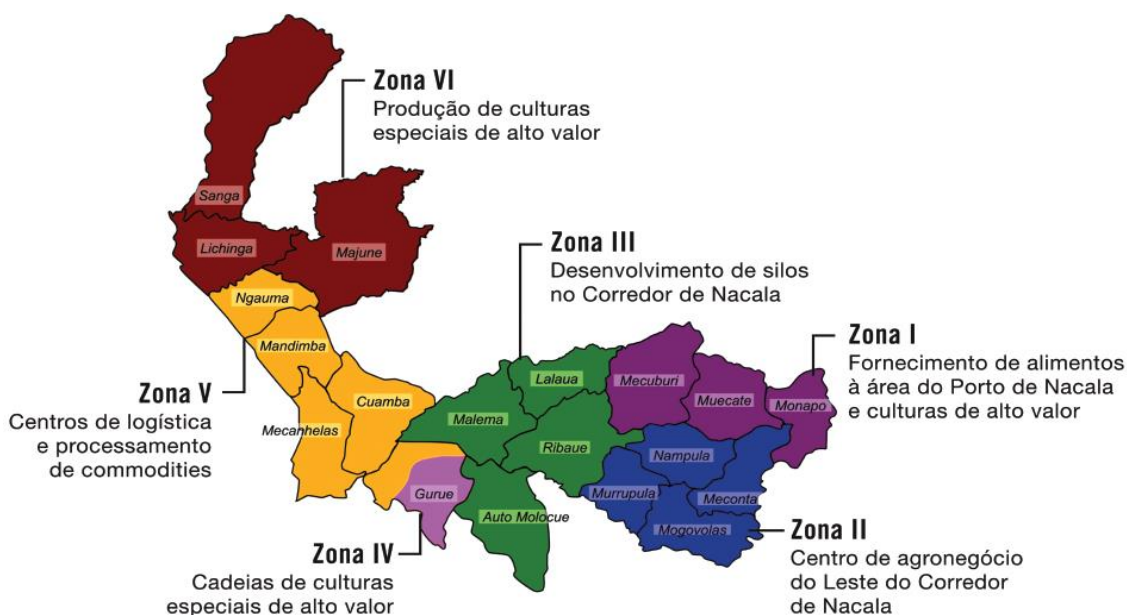 Zona VI
Produção de culturas
especiais de alto valor
Sanga
Lichinga
Majune
Zona III
Desenvolvimento de silos
no Corredor de Nacala
Ngauma
Mandimba
Zona I
Fornecimento de alimentos
à área do Porto de Nacala
e culturas de alto valor
Lalaua
Mecuburi
Muecate
Monapo
Zona V
Centros de logística
e processamento
de commodities
Cuamba
Mecanhelas
Malema
Ribaue
Nampula
Gurue
Auto Molocue
Murrupula
Meconta
Mogovolas
Zona II
Centro de agronegócio
do Leste do Corredor
de Nacala
Zona IV
Cadeias de culturas
especiais de alto valor